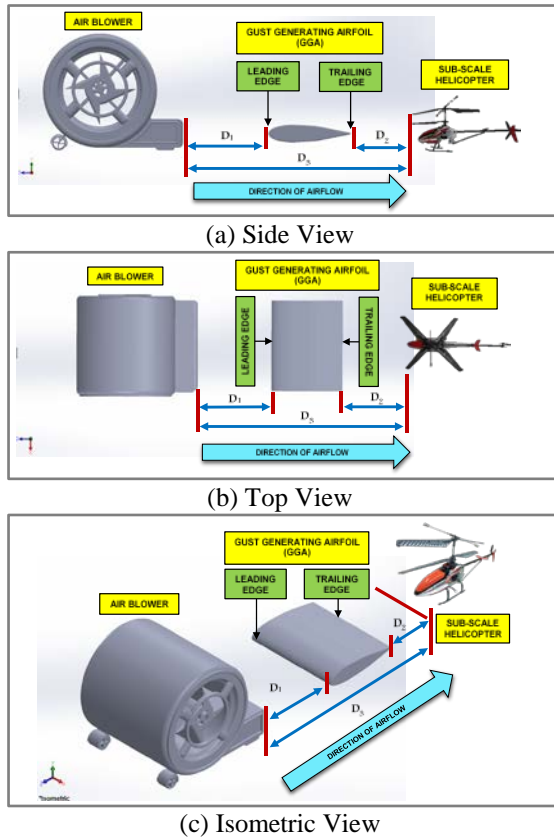 AIR BLOWER
GUST GENERATING AIRFOIL
(GGA)
LEADING
EDGE
TRAILING
EDGE
SUB-SCALE
HELICOPTER
D1
D2
D3
DIRECTION OF AIRFLOW
(a) Side View
AIR BLOWER
GUST GENERATING AIRFOIL
(GGA)
SUB-SCALE
HELICOPTER
LEADING EDGE
TRAILING EDGE
D1
D2
D3
DIRECTION OF AIRFLOW
(b) Top View
GUST GENERATING AIRFOIL
(GGA)
LEADING
EDGE
TRAILING
EDGE
AIR BLOWER
SUB-SCALE
HELICOPTER
D2
D1
D3
DIRECTION OF AIRFLOW
*Isometric
(c) Isometric View